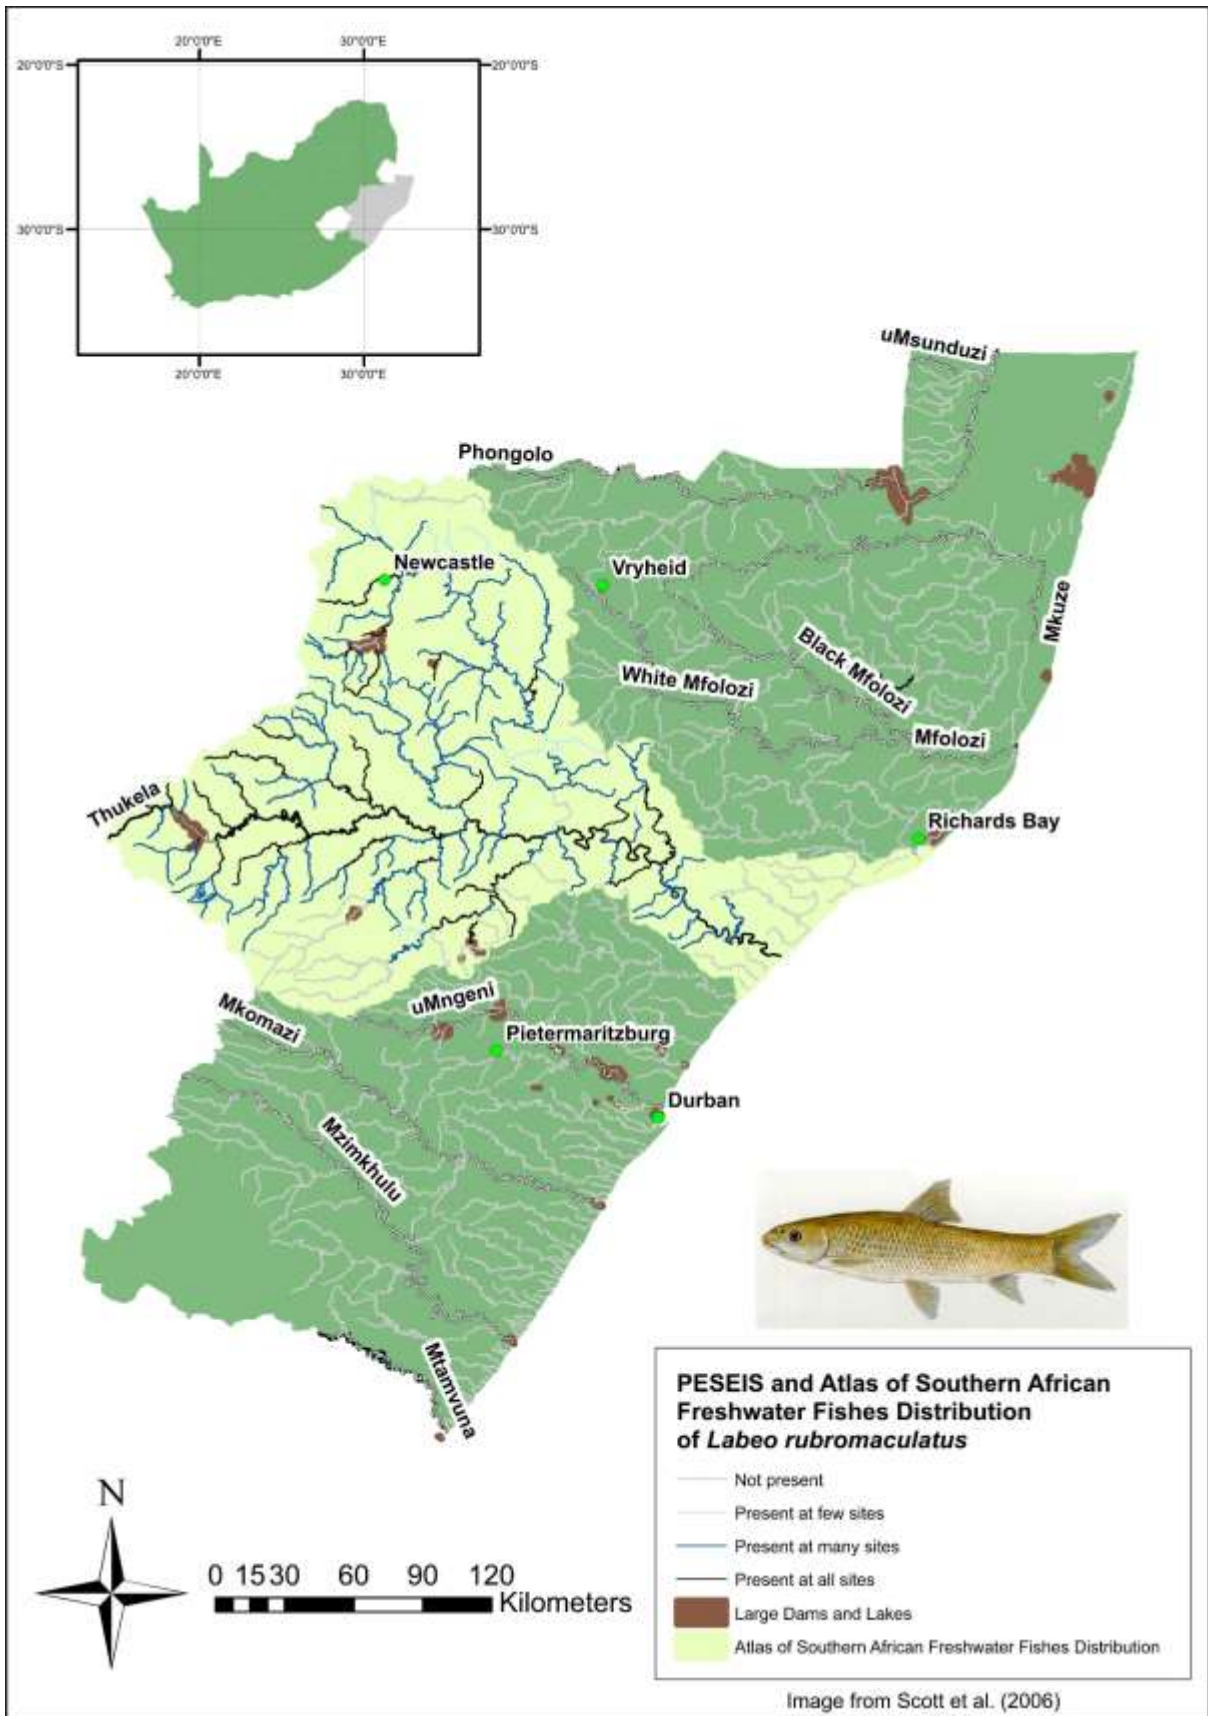 20°0'0"E 30°0'0"E
20°0'0"S 20°0'0"S
30°0'0"S 30°0'0"S
20°0'0"E 30°0'0"E
uMsunduzi
Phongolo
Newcastle
Vryheid
Mkuze
Black Mfolozi
White Mfolozi
Mfolozi
Thukela
Richards Bay
uMngeni
Mkomazi
Pietermaritzburg
Durban
Mzimkhulu
Mtamvuna
PESEIS and Atlas of Southern African
Freshwater Fishes Distribution
of Labeo rubromaculatus
Not present
Present at few sites
Present at many sites
Present at all sites
Large Dams and Lakes
Atlas of Southern African Freshwater Fishes Distribution
N
0 15 30 60 90 120
Kilometers
Image from Scott et al. (2006)